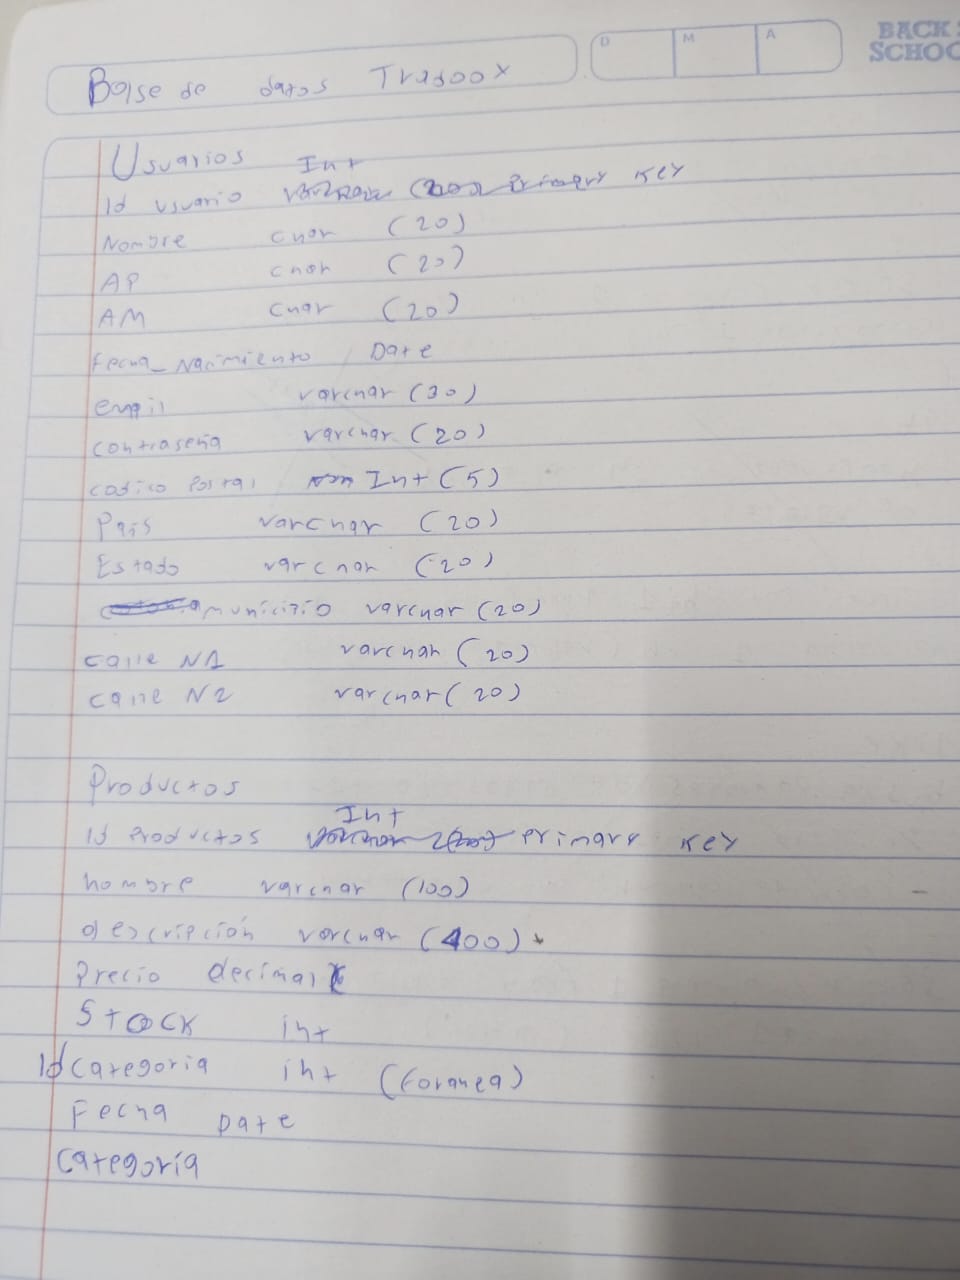 BACK
SCHOO
D M A
Base de datos Tradoox
Usuarios
Int
Id usuario Primary Key
Nombre char (20)
AP char (20)
AM char (20)
fecha_Nacimiento Date
email varchar (30)
contraseña varchar (20)
codico Postal Int (5)
Pais varchar (20)
Estado varchar (20)
municipio varchar (20)
calle N1 varchar (20)
calle N2 varchar (20)
Productos
Int
Id Productos Primary Key
nombre varchar (100)
descripción varchar (400)
Precio decimal
Stock int
Id categoria int (foranea)
Fecha Date
Categoría